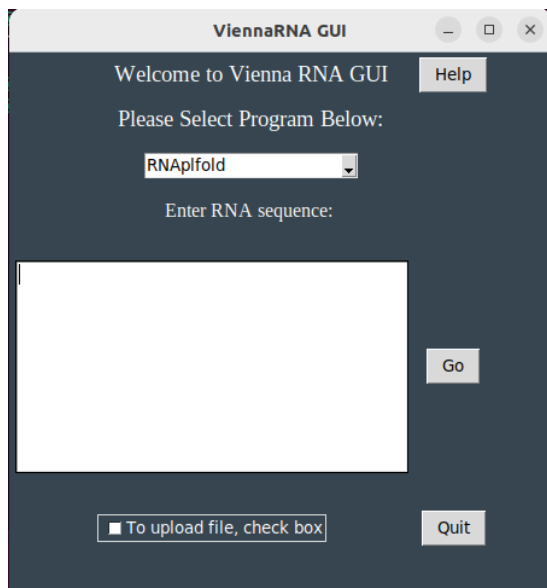 ViennaRNA GUI
Welcome to Vienna RNA GUI
Help
Please Select Program Below:
RNAplfold
Enter RNA sequence:
Go
To upload file, check box
Quit